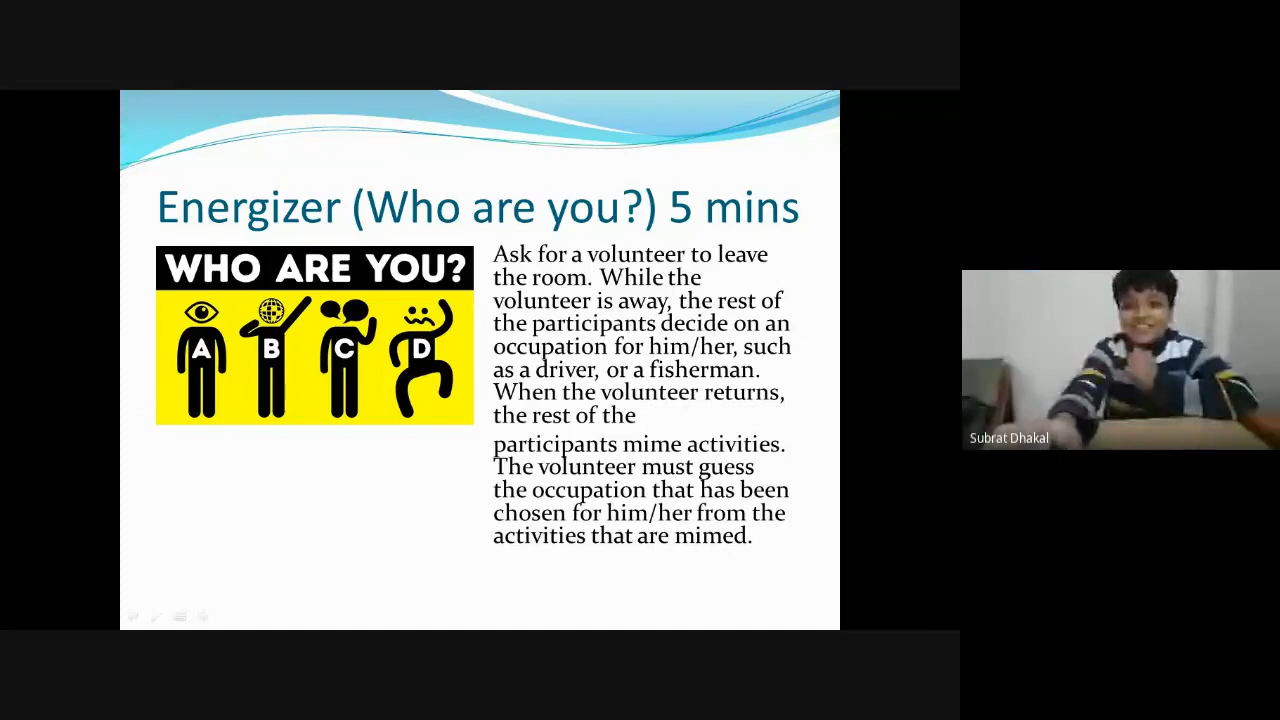 Energizer (Who are you?) 5 mins
WHO ARE YOU?
A B C D
Ask for a volunteer to leave
the room. While the
volunteer is away, the rest of
the participants decide on an
occupation for him/her, such
as a driver, or a fisherman.
When the volunteer returns,
the rest of the
participants mime activities.
The volunteer must guess
the occupation that has been
chosen for him/her from the
activities that are mimed.
Subrat Dhakal